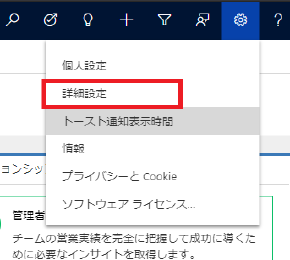 個人設定
詳細設定
トースト通知表示時間
情報
プライバシーと Cookie
ソフトウェア ライセンス...
ョンシッ
管理者
チームの営業実績を完全に把握して成功に導くた
めに必要なインサイトを取得します。